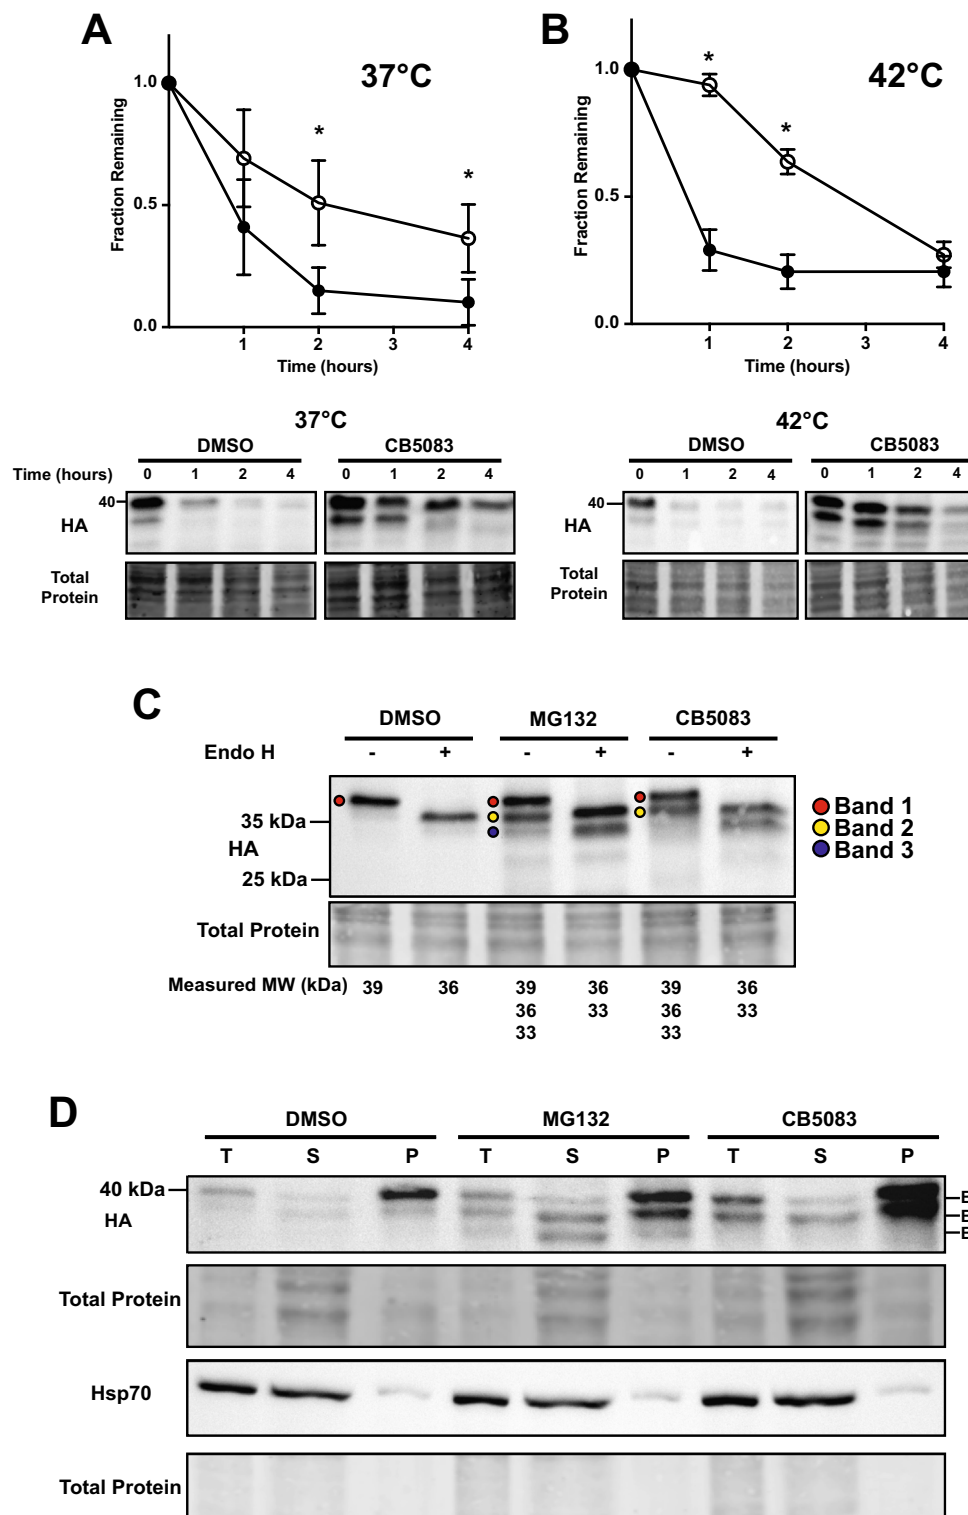 A
37°C
Fraction Remaining
1.0
0.5
0.0
*
*
1 2 3 4
Time (hours)
B
42°C
Fraction Remaining
1.0
0.5
0.0
*
*
1 2 3 4
Time (hours)
37°C
DMSO CB5083
Time (hours) 0 1 2 4 0 1 2 4
40
HA
Total Protein
42°C
DMSO CB5083
0 1 2 4 0 1 2 4
40
HA
Total Protein
C
DMSO MG132 CB5083
Endo H - + - + - +
35 kDa
HA
25 kDa
Band 1
Band 2
Band 3
Total Protein
Measured MW (kDa) 39 36 39 36 39 36
36 33 36 33
33 33
D
DMSO MG132 CB5083
T S P T S P T S P
40 kDa
HA
Total Protein
Hsp70
Total Protein